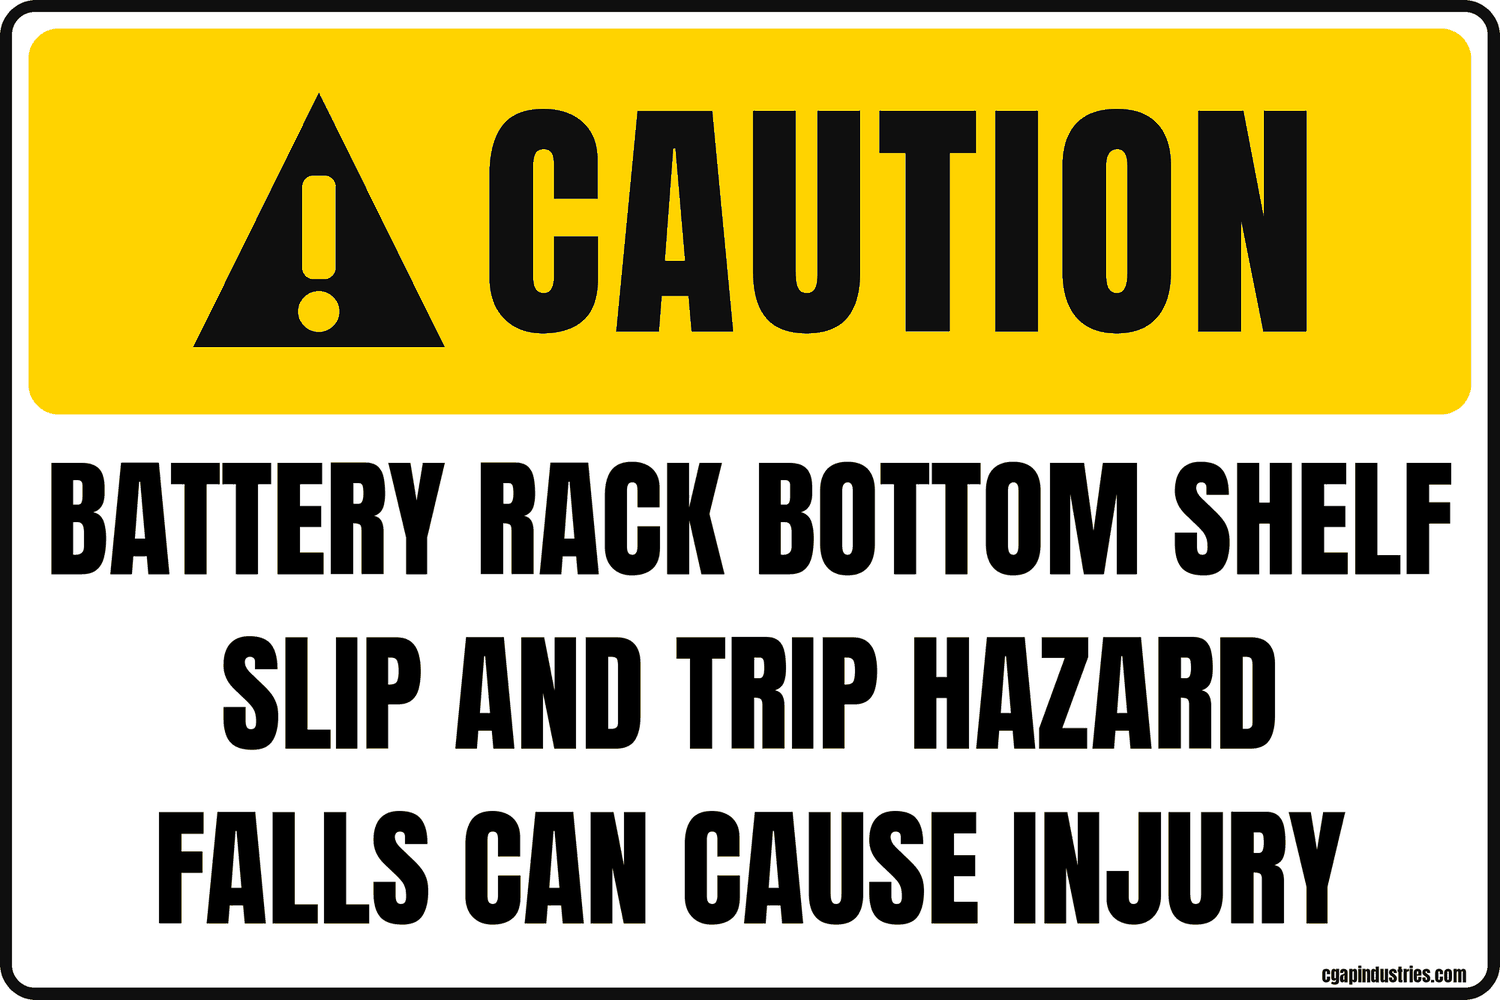 CAUTION
BATTERY RACK BOTTOM SHELF
SLIP AND TRIP HAZARD
FALLS CAN CAUSE INJURY
cgapindustries.com